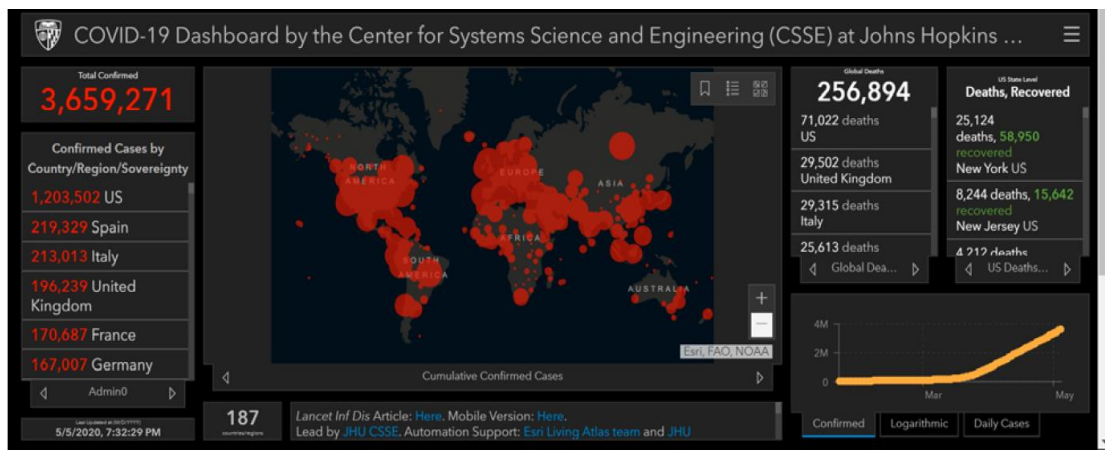 COVID-19 Dashboard by the Center for Systems Science and Engineering (CSSE) at Johns Hopkins ...
Total Confirmed
3,659,271
Confirmed Cases by
Country/Region/Sovereignty
1,203,502 US
219,329 Spain
213,013 Italy
196,239 United
Kingdom
170,687 France
167,007 Germany
Admin0
Last Updated at (M/D/YYYY)
5/5/2020, 7:32:29 PM
NORTH
AMERICA
EUROPE
ASIA
AFRICA
SOUTH
AMERICA
AUSTRALIA
+
−
Esri, FAO, NOAA
Cumulative Confirmed Cases
187
countries/regions
Lancet Inf Dis Article: Here. Mobile Version: Here.
Lead by JHU CSSE. Automation Support: Esri Living Atlas team and JHU
Global Deaths
256,894
71,022 deaths
US
29,502 deaths
United Kingdom
29,315 deaths
Italy
25,613 deaths
Global Dea...
US State Level
Deaths, Recovered
25,124
deaths, 58,950
recovered
New York US
8,244 deaths, 15,642
recovered
New Jersey US
4,212 deaths
US Deaths...
4M
2M
0
Mar
May
Confirmed
Logarithmic
Daily Cases